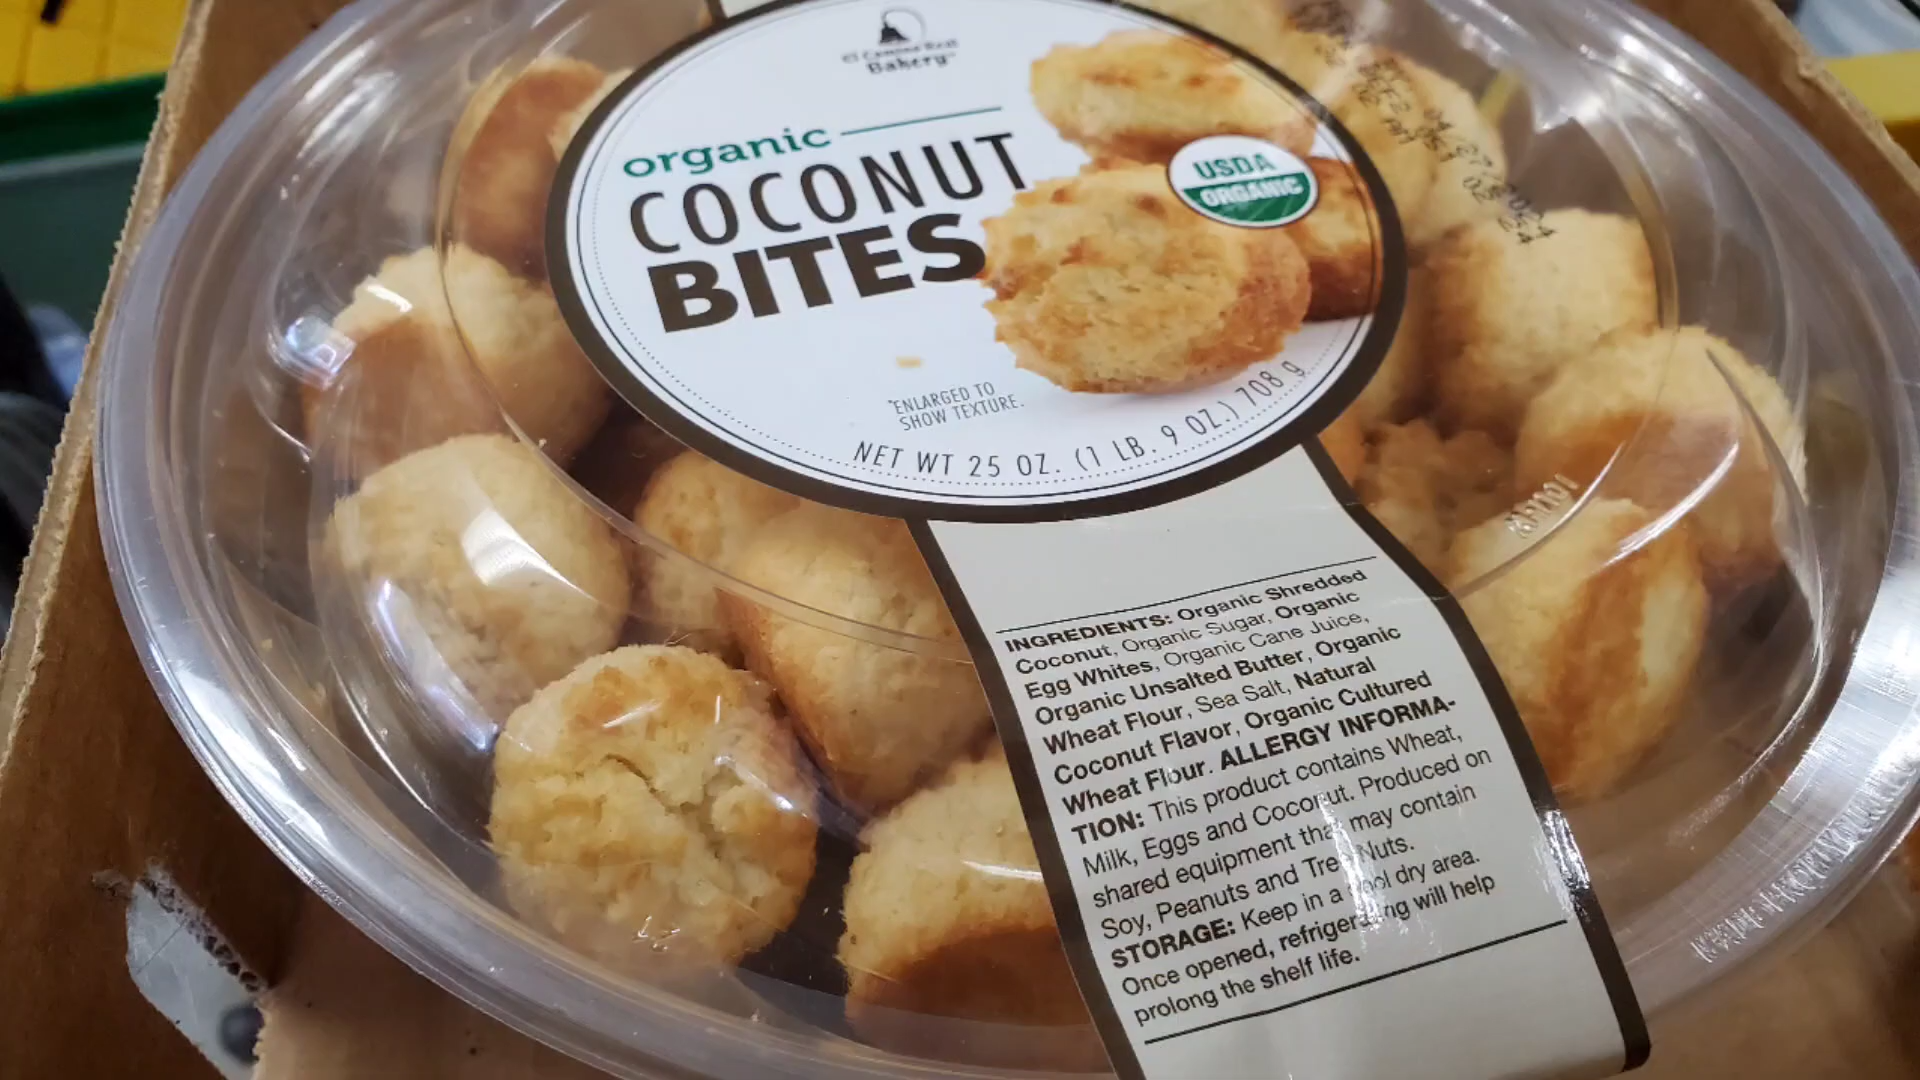 El Camino Real
Bakery
organic
COCONUT
BITES
USDA
ORGANIC
*ENLARGED TO
SHOW TEXTURE.
NET WT 25 OZ. (1 LB. 9 OZ.) 708 g
INGREDIENTS: Organic Shredded
Coconut, Organic Sugar, Organic
Egg Whites, Organic Cane Juice,
Organic Unsalted Butter, Organic
Wheat Flour, Sea Salt, Natural
Coconut Flavor, Organic Cultured
Wheat Flour. ALLERGY INFORMA-
TION: This product contains Wheat,
Milk, Eggs and Coconut. Produced on
shared equipment that may contain
Soy, Peanuts and Tree Nuts.
STORAGE: Keep in a cool dry area.
Once opened, refrigerating will help
prolong the shelf life.